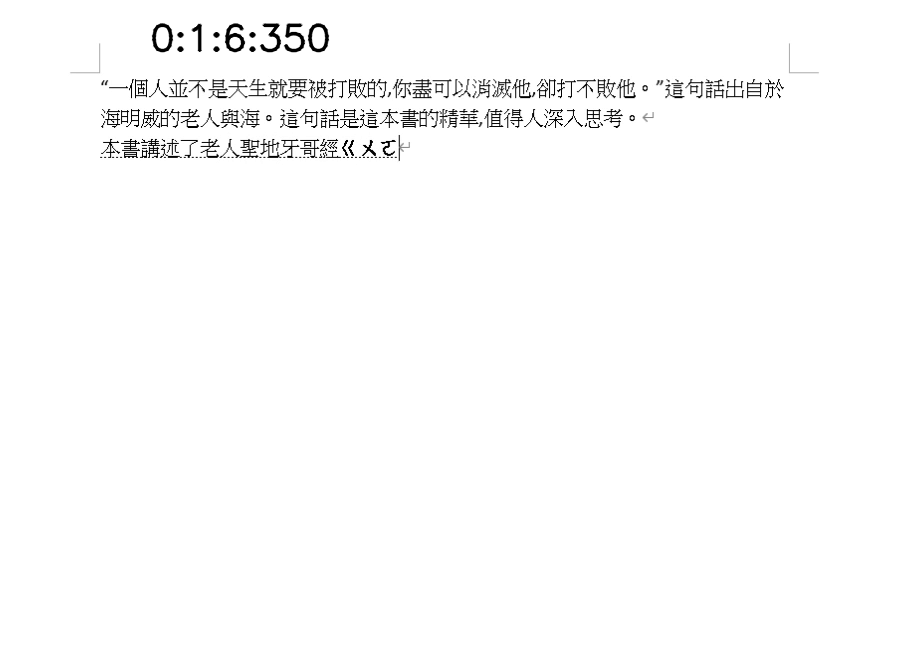 0:1:6:350
“一個人並不是天生就要被打敗的,你盡可以消滅他,卻打不敗他。”這句話出自於
海明威的老人與海。這句話是這本書的精華,值得人深入思考。
本書講述了老人聖地牙哥經ㄍㄨㄛ